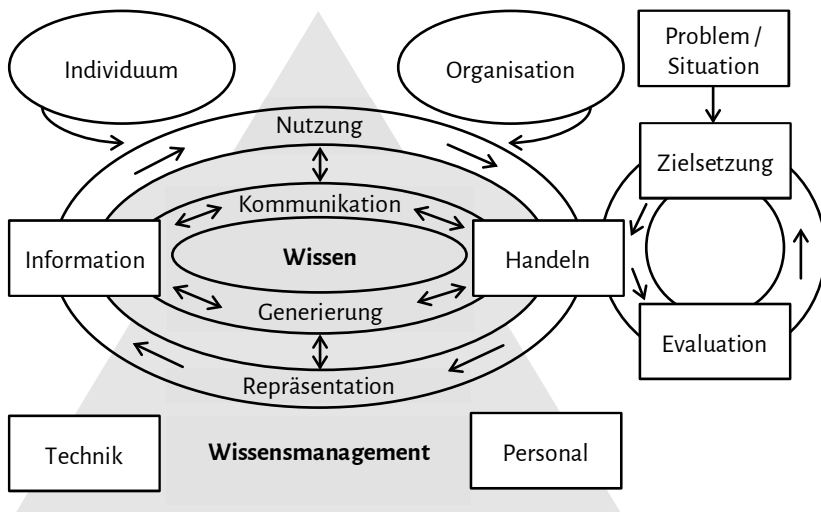 Individuum
Organisation
Problem /
Situation
Nutzung
Zielsetzung
Kommunikation
Information
Wissen
Handeln
Generierung
Evaluation
Repräsentation
Technik
Wissensmanagement
Personal